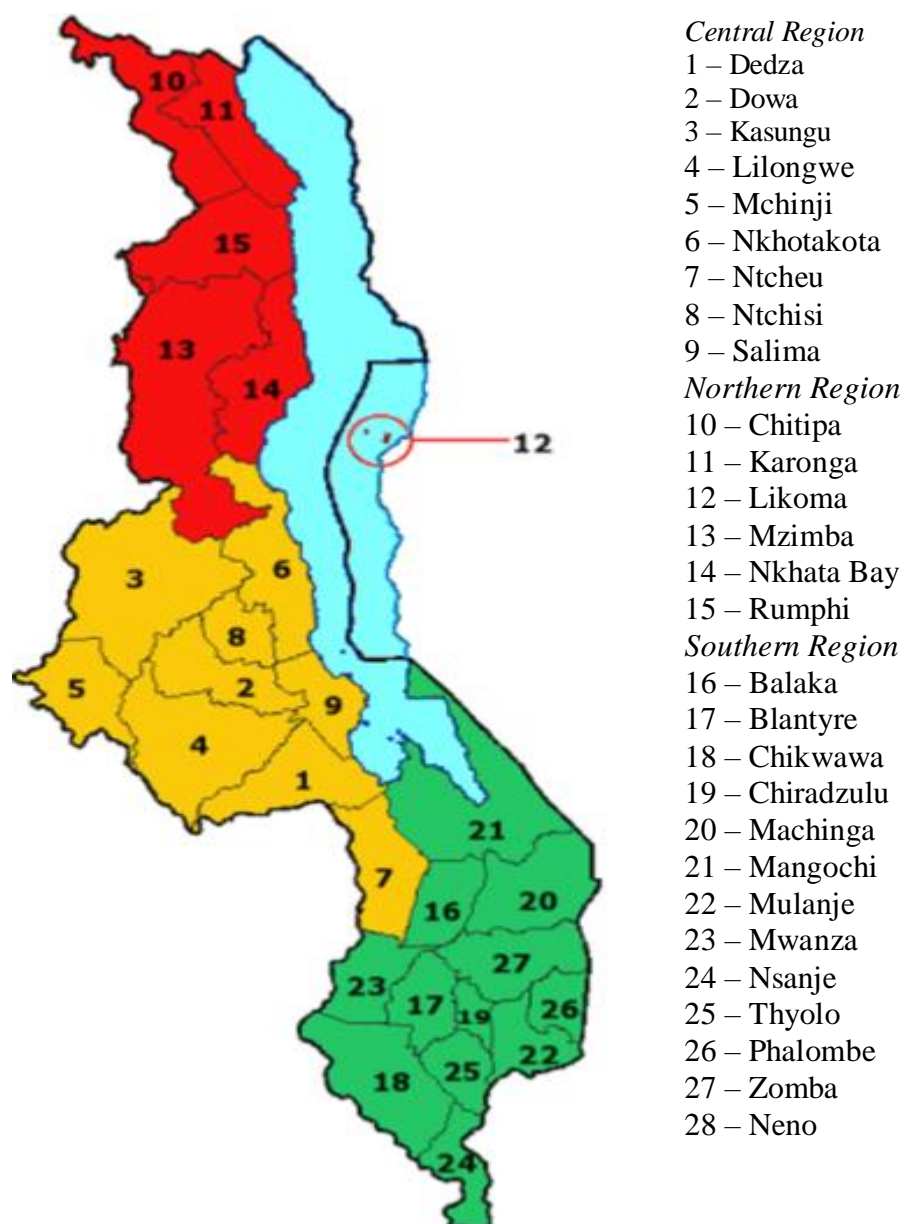 Central Region
1 – Dedza
2 – Dowa
3 – Kasungu
4 – Lilongwe
5 – Mchinji
6 – Nkhotakota
7 – Ntcheu
8 – Ntchisi
9 – Salima
Northern Region
10 – Chitipa
11 – Karonga
12 – Likoma
13 – Mzimba
14 – Nkhata Bay
15 – Rumphi
Southern Region
16 – Balaka
17 – Blantyre
18 – Chikwawa
19 – Chiradzulu
20 – Machinga
21 – Mangochi
22 – Mulanje
23 – Mwanza
24 – Nsanje
25 – Thyolo
26 – Phalombe
27 – Zomba
28 – Neno
10
11
15
13
14
12
3
6
8
5
2
9
4
1
21
7
16
20
27
23
17
19
26
22
25
18
24